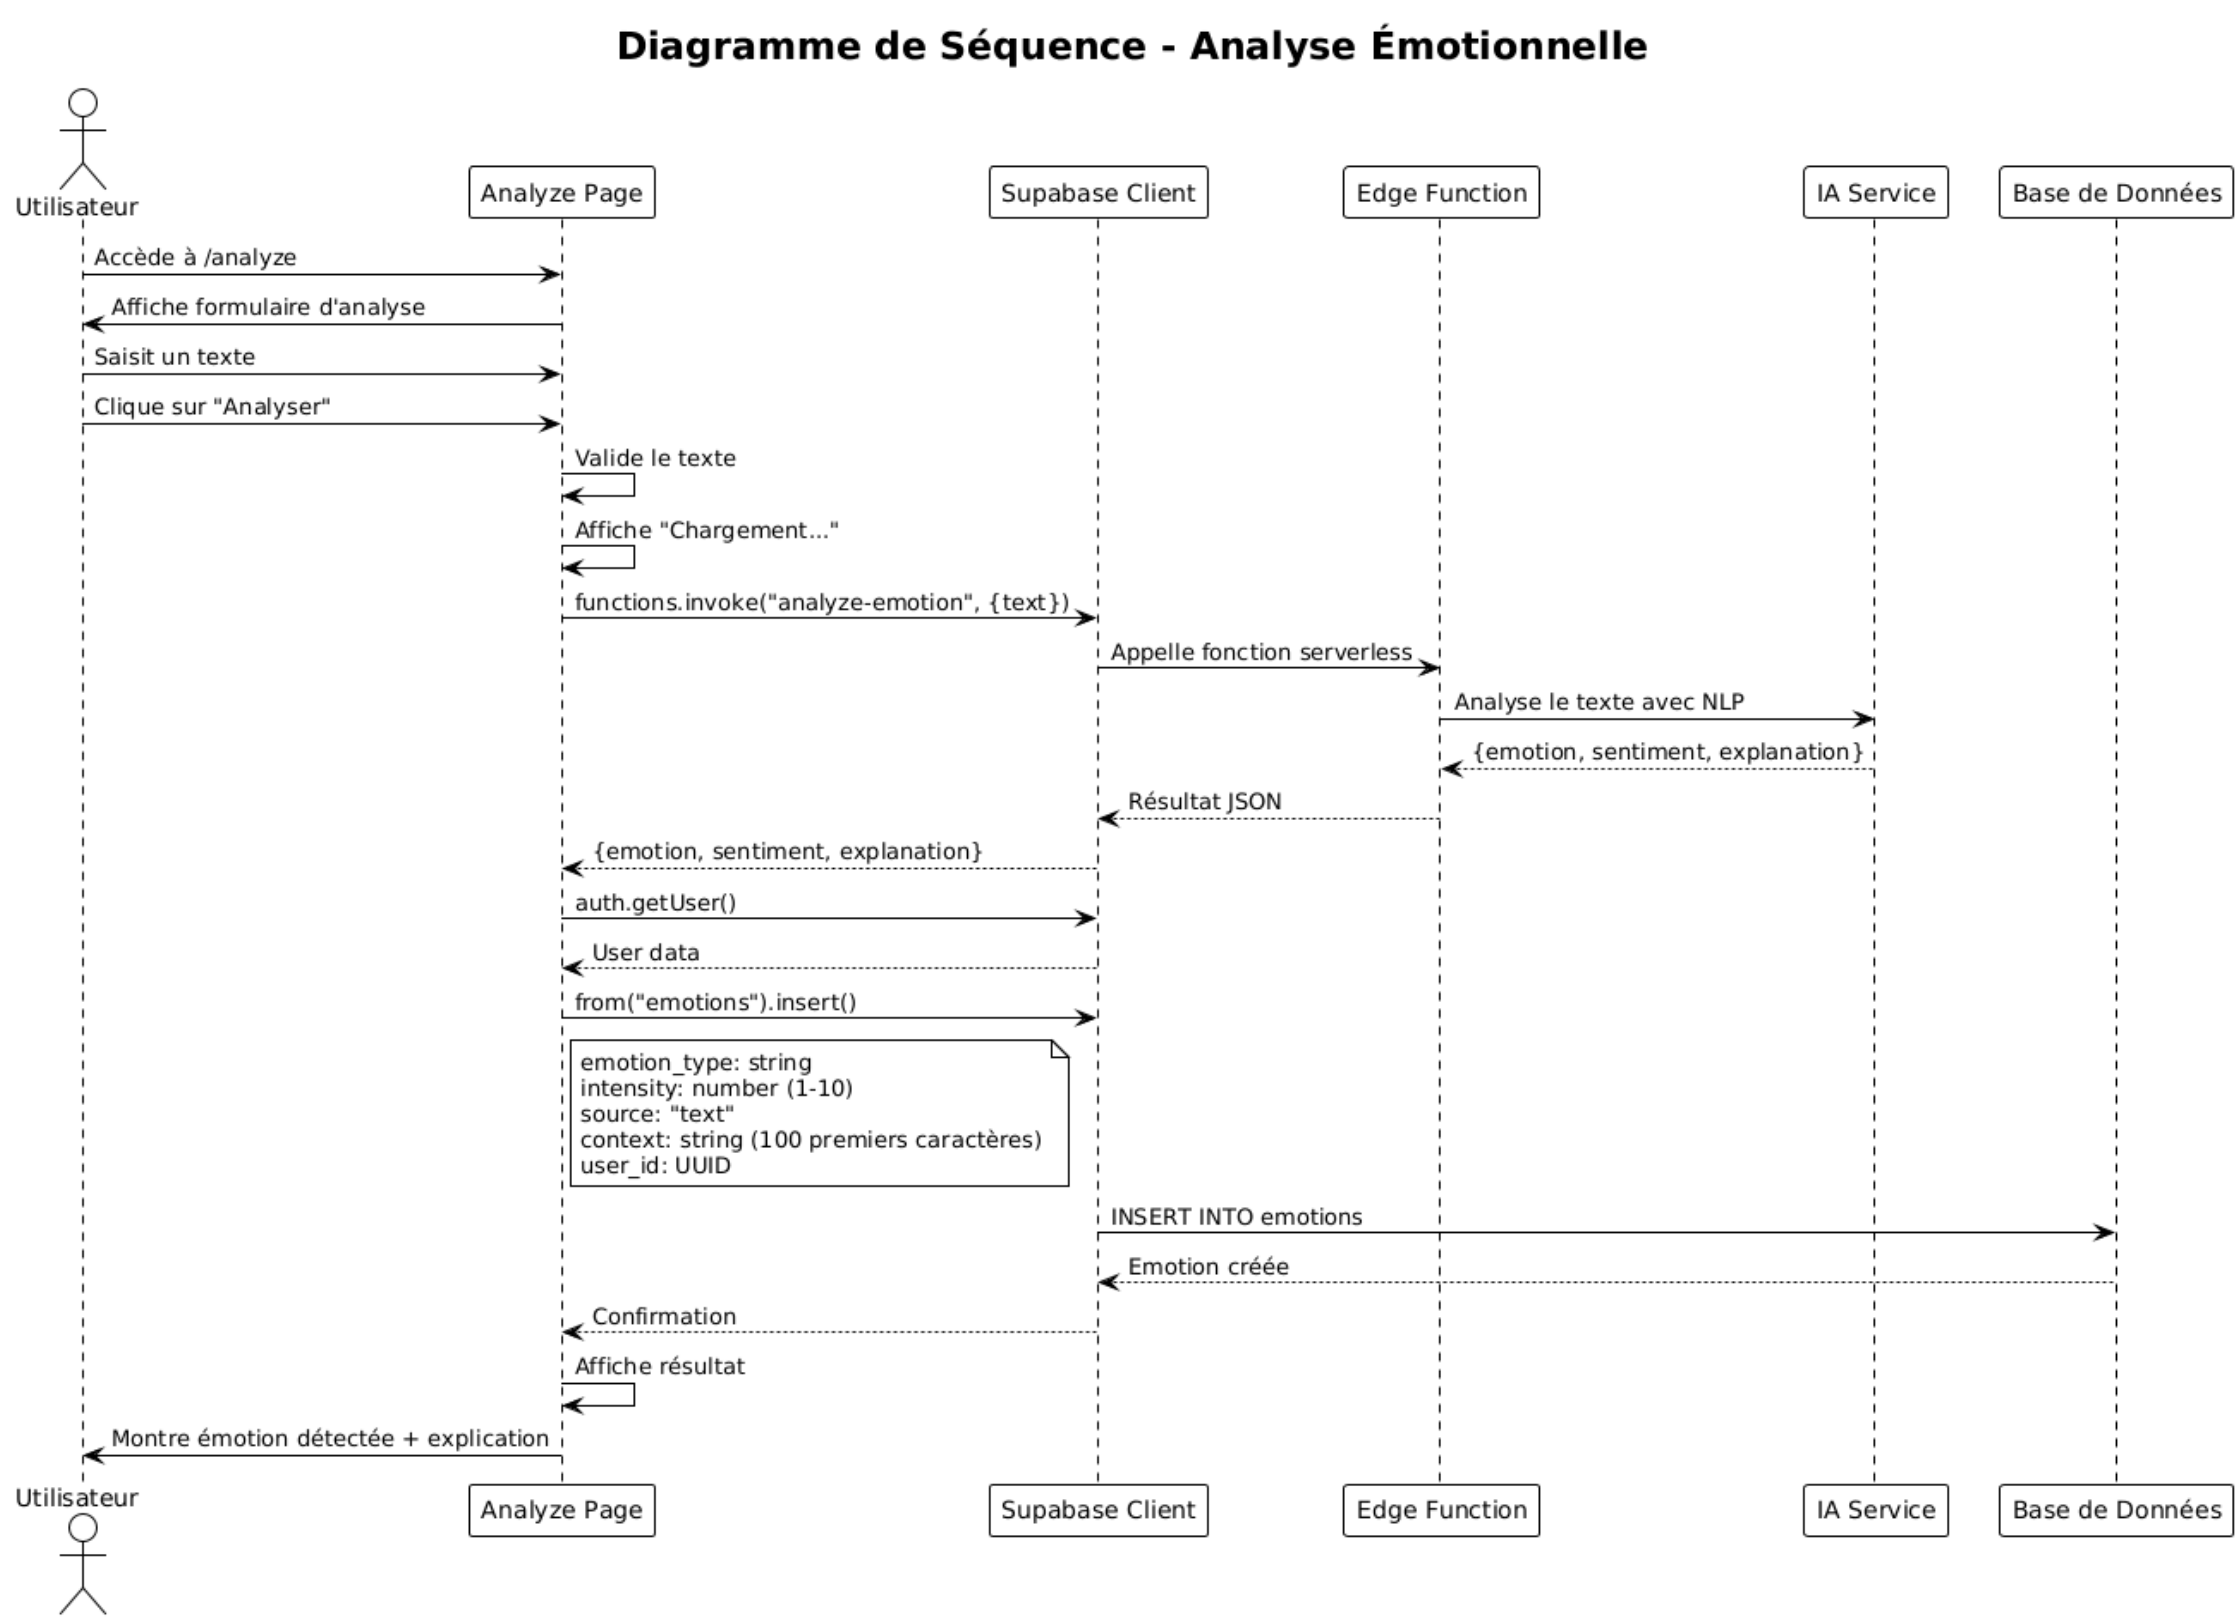 Diagramme de Séquence - Analyse Émotionnelle
Utilisateur
Analyze Page
Supabase Client
Edge Function
IA Service
Base de Données
Accède à /analyze
Affiche formulaire d'analyse
Saisit un texte
Clique sur "Analyser"
Valide le texte
Affiche "Chargement..."
functions.invoke("analyze-emotion", {text})
Appelle fonction serverless
Analyse le texte avec NLP
{emotion, sentiment, explanation}
Résultat JSON
{emotion, sentiment, explanation}
auth.getUser()
User data
from("emotions").insert()
emotion_type: string
intensity: number (1-10)
source: "text"
context: string (100 premiers caractères)
user_id: UUID
INSERT INTO emotions
Emotion créée
Confirmation
Affiche résultat
Montre émotion détectée + explication
Utilisateur
Analyze Page
Supabase Client
Edge Function
IA Service
Base de Données